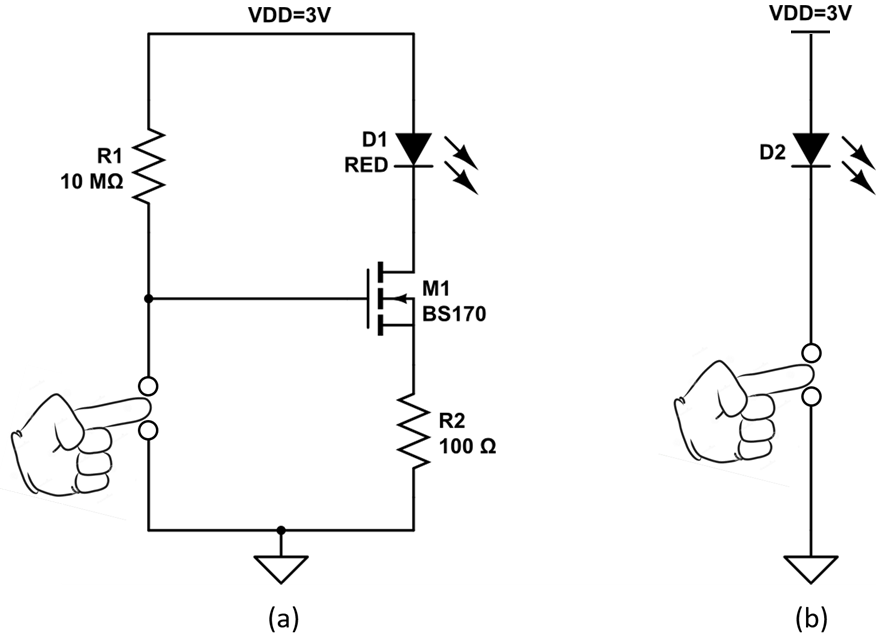 VDD=3V
R1
10 MΩ
D1
RED
M1
BS170
R2
100 Ω
(a)
VDD=3V
D2
(b)